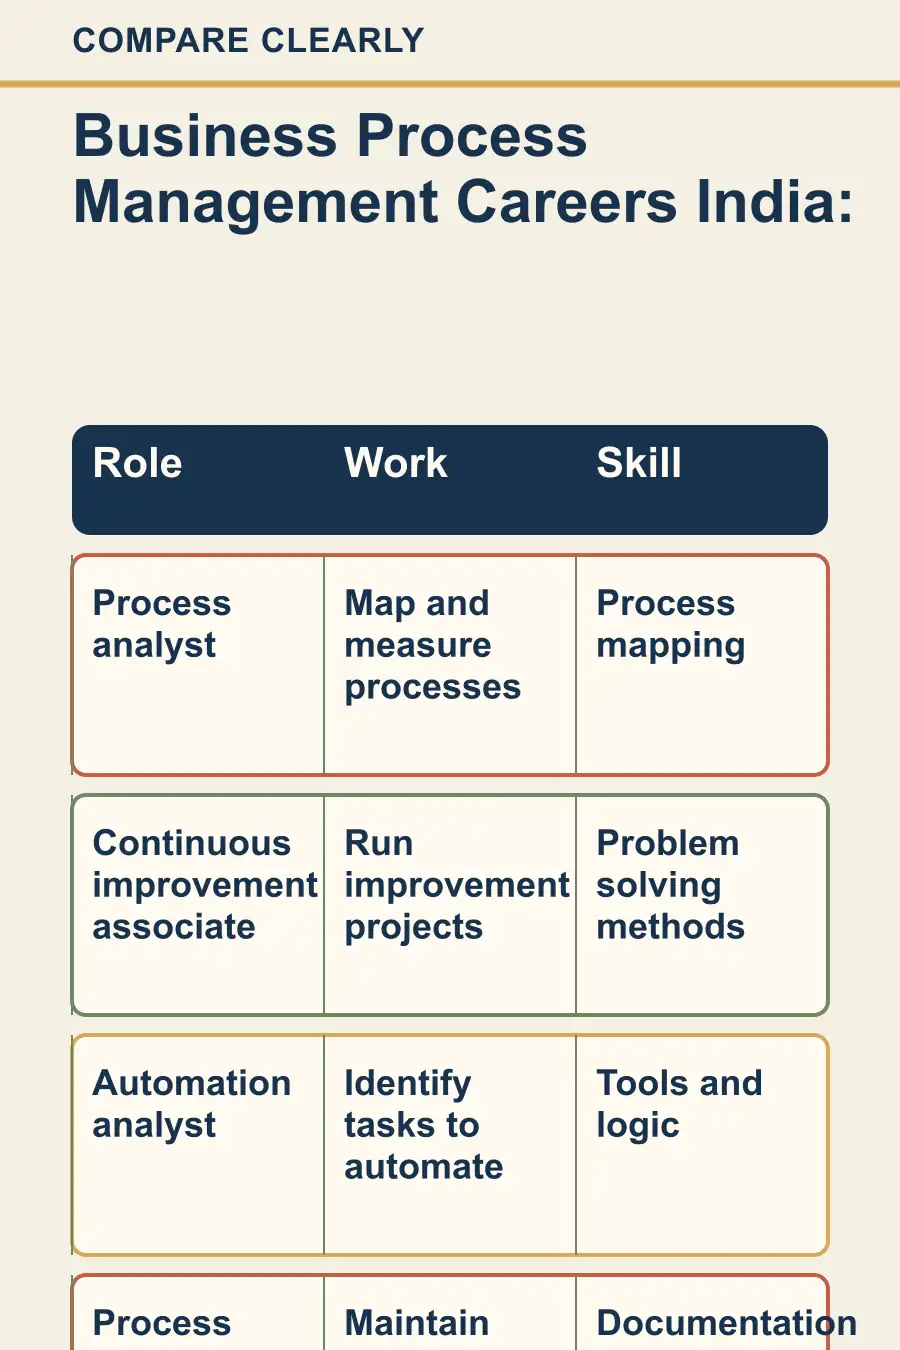 COMPARE CLEARLY
Business Process
Management Careers India:
Role Work Skill
Process
analyst
Map and
measure
processes
Process
mapping
Continuous
improvement
associate
Run
improvement
projects
Problem
solving
methods
Automation
analyst
Identify
tasks to
automate
Tools and
logic
Process
Maintain
Documentation